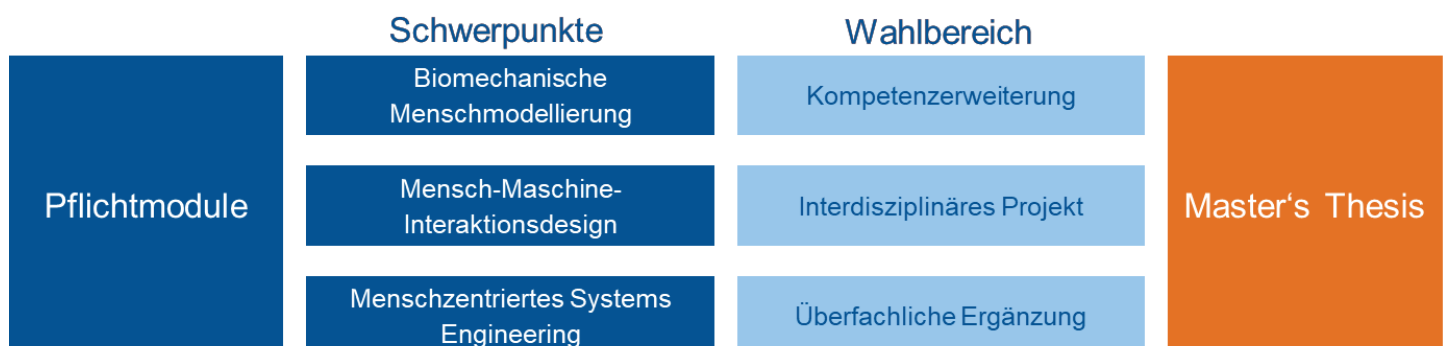 Schwerpunkte
Wahlbereich
Pflichtmodule
Biomechanische
Menschmodellierung
Mensch-Maschine-
Interaktionsdesign
Menschzentriertes Systems
Engineering
Kompetenzerweiterung
Interdisziplinäres Projekt
Überfachliche Ergänzung
Master‘s Thesis